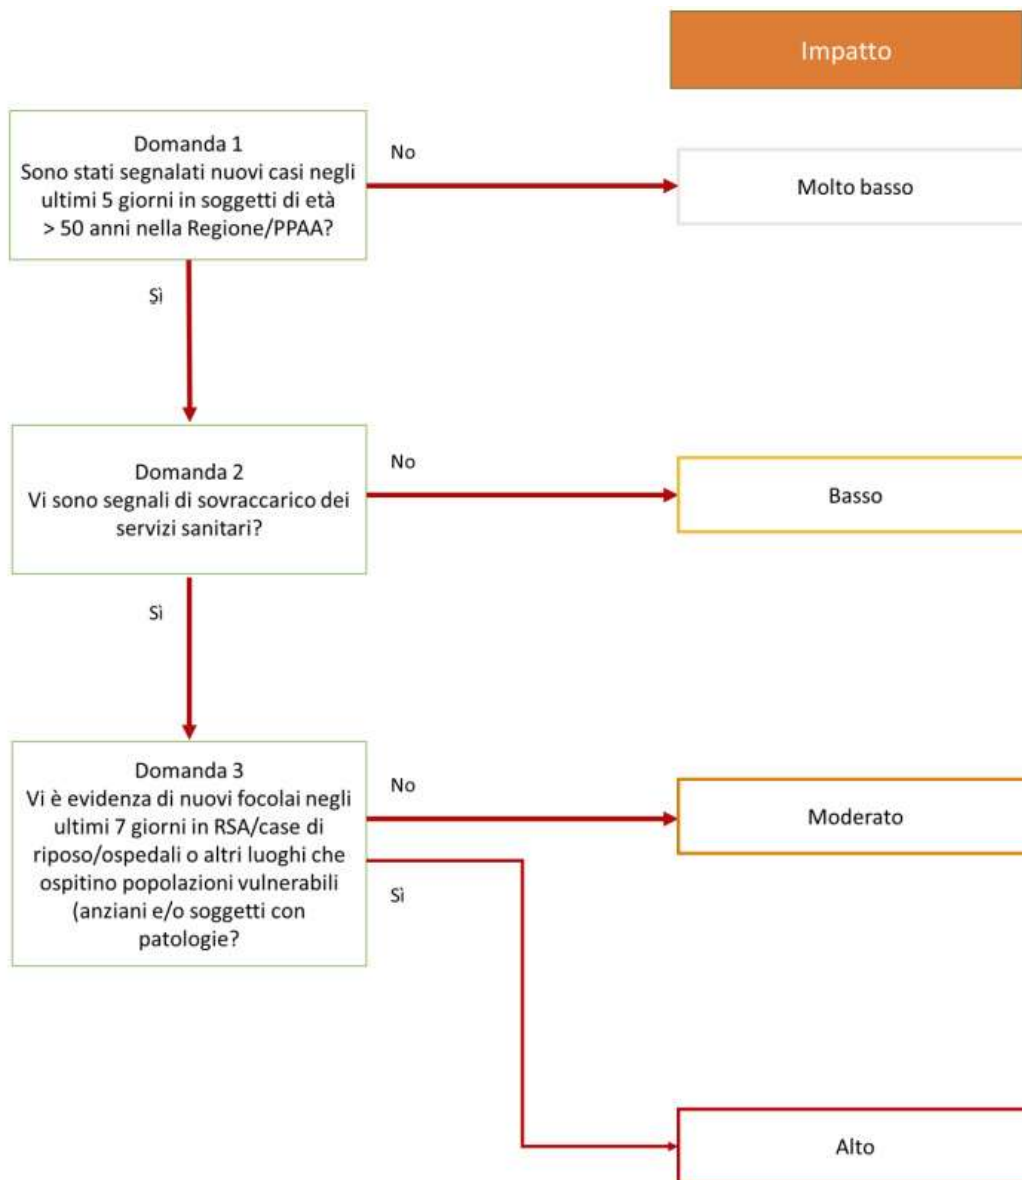 Impatto
Domanda 1
Sono stati segnalati nuovi casi negli
ultimi 5 giorni in soggetti di età
> 50 anni nella Regione/PPAA?
No
Molto basso
Sì
Domanda 2
Vi sono segnali di sovraccarico dei
servizi sanitari?
No
Basso
Sì
Domanda 3
Vi è evidenza di nuovi focolai negli
ultimi 7 giorni in RSA/case di
riposo/ospedali o altri luoghi che
ospitino popolazioni vulnerabili
(anziani e/o soggetti con
patologie?
No
Moderato
Sì
Alto